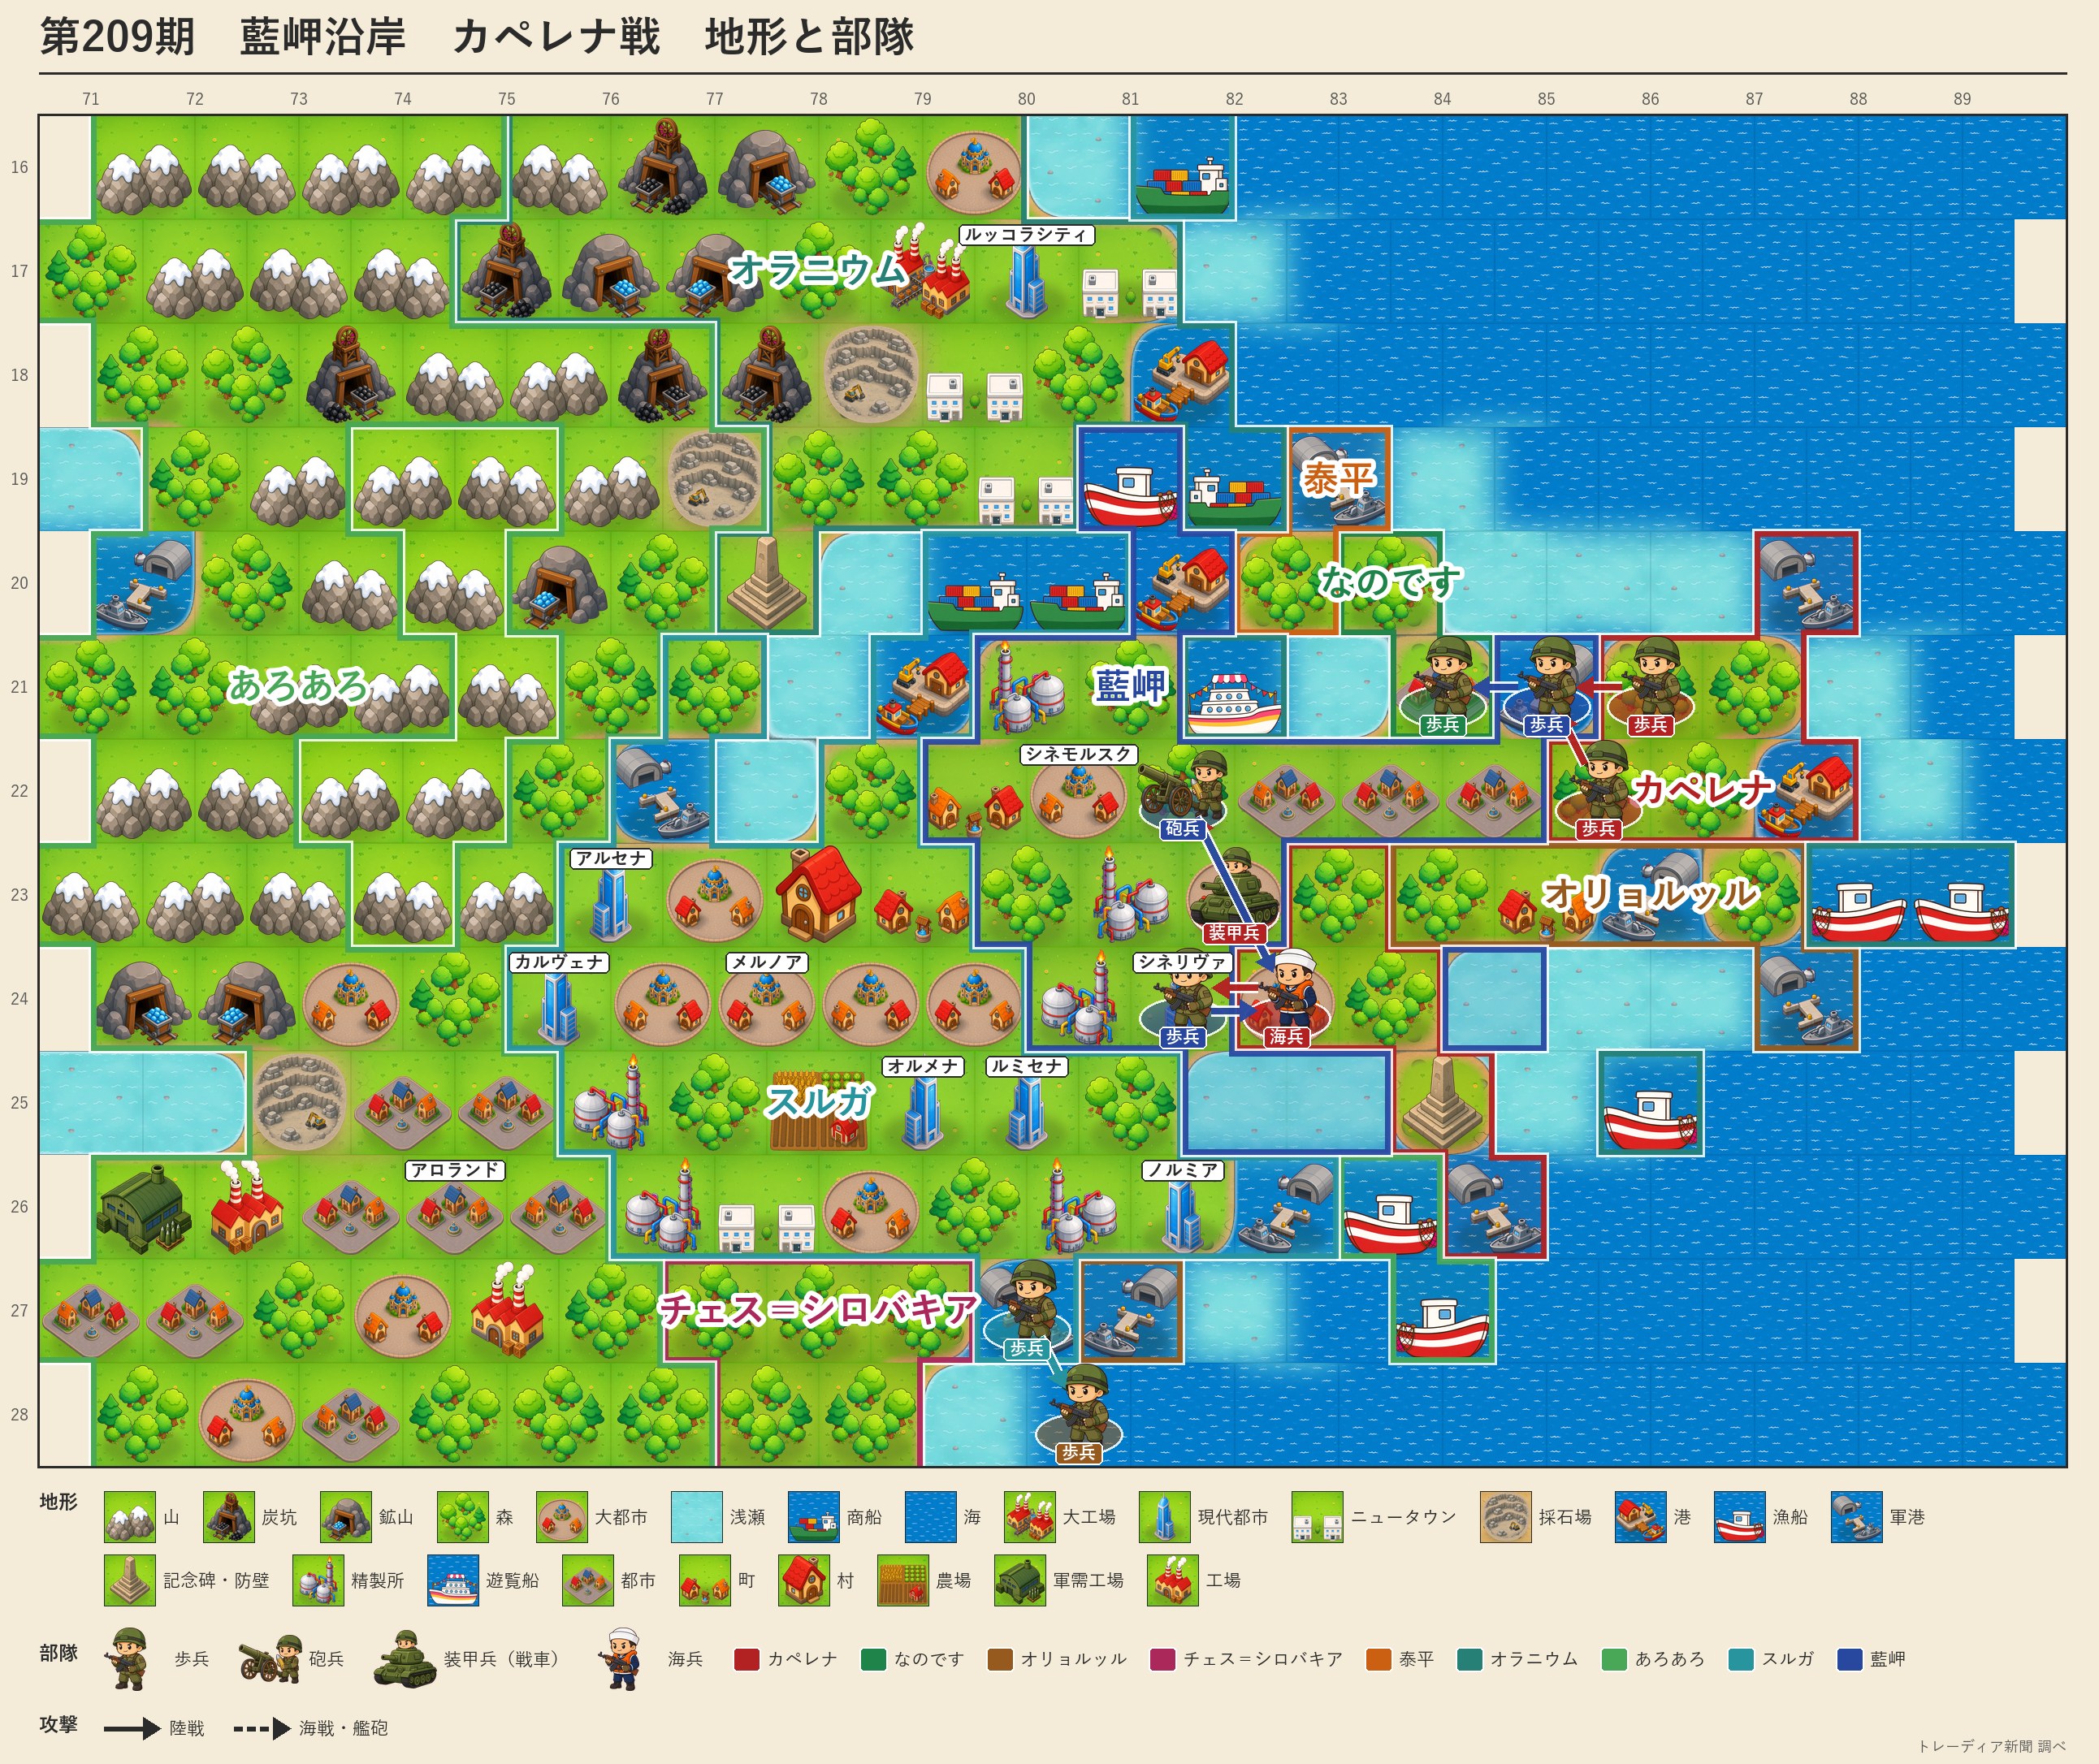 第209期　藍岬沿岸　カペレナ戦　地形と部隊
71 72 73 74 75 76 77 78 79 80 81 82 83 84 85 86 87 88 89
16
ルッコラシティ
17
オラニウム
18
19
泰平
20
なのです
21
あろあろ
藍岬
歩兵 歩兵 歩兵
シネモルスク
22
カペレナ
砲兵
歩兵
アルセナ
23
オリョルッル
装甲兵
カルヴェナ メルノア シネリヴァ
24
歩兵 海兵
オルメナ ルミセナ
25
スルガ
アロランド ノルミア
26
27
チェス＝シロバキア
歩兵
28
歩兵
地形 山 炭坑 鉱山 森 大都市 浅瀬 商船 海 大工場 現代都市 ニュータウン 採石場 港 漁船 軍港
記念碑・防壁 精製所 遊覧船 都市 町 村 農場 軍需工場 工場
部隊 歩兵 砲兵 装甲兵（戦車） 海兵 カペレナ なのです オリョルッル チェス＝シロバキア 泰平 オラニウム あろあろ スルガ 藍岬
攻撃 陸戦 海戦・艦砲
トレーディア新聞 調べ